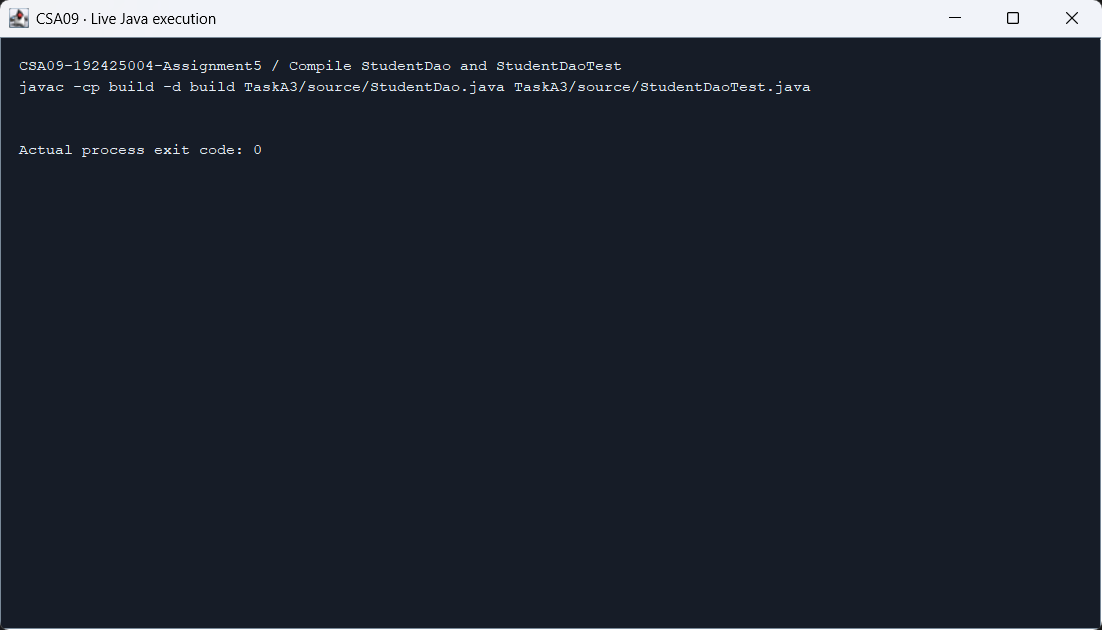 CSA09 · Live Java execution
CSA09-192425004-Assignment5 / Compile StudentDao and StudentDaoTest
javac -cp build -d build TaskA3/source/StudentDao.java TaskA3/source/StudentDaoTest.java
Actual process exit code: 0